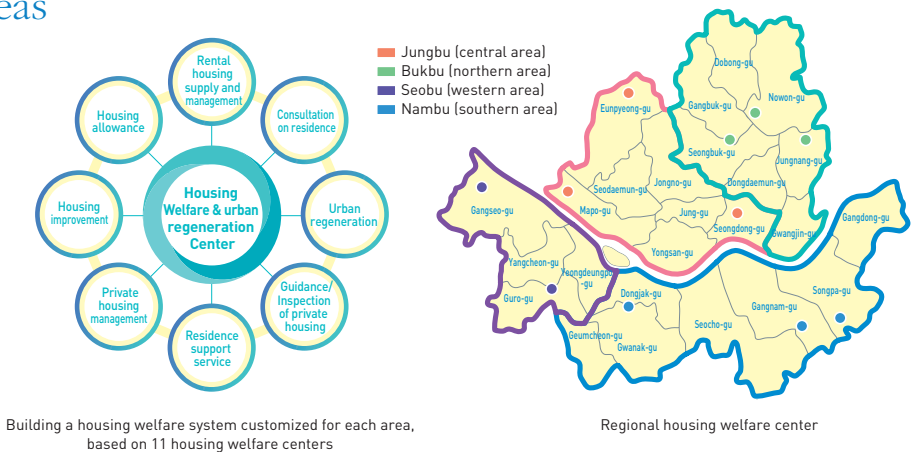 eas
Rental
housing
supply and
management
Housing
allowance
Consultation
on residence
Housing
improvement
Housing
Welfare & urban
regeneration
Center
Urban
regeneration
Private
housing
management
Guidance/
Inspection
of private
housing
Residence
support
service
Building a housing welfare system customized for each area,
based on 11 housing welfare centers
Jungbu (central area)
Bukbu (northern area)
Seobu (western area)
Nambu (southern area)
Dobong-gu
Nowon-gu
Gangbuk-gu
Eunpyeong-gu
Seongbuk-gu
Jungnang-gu
Jongno-gu
Dongdaemun-gu
Seodaemun-gu
Mapo-gu
Jung-gu
Seongdong-gu
Gwangjin-gu
Gangdong-gu
Gangseo-gu
Yongsan-gu
Yangcheon-gu
Yeongdeungpo
-gu
Guro-gu
Dongjak-gu
Songpa-gu
Gangnam-gu
Seocho-gu
Geumcheon-gu
Gwanak-gu
Regional housing welfare center